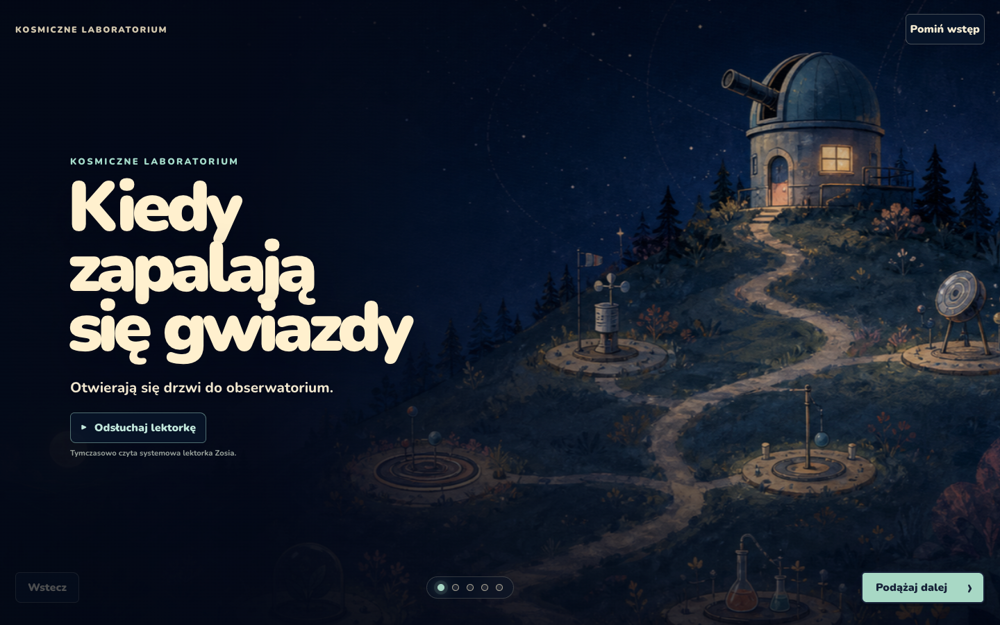 KOSMICZNE LABORATORIUM
Pomiń wstęp
KOSMICZNE LABORATORIUM
Kiedy
zapalają
się gwiazdy
Otwierają się drzwi do obserwatorium.
Odsłuchaj lektorkę
Tymczasowo czyta systemowa lektorka Zosia.
Wstecz
Podążaj dalej